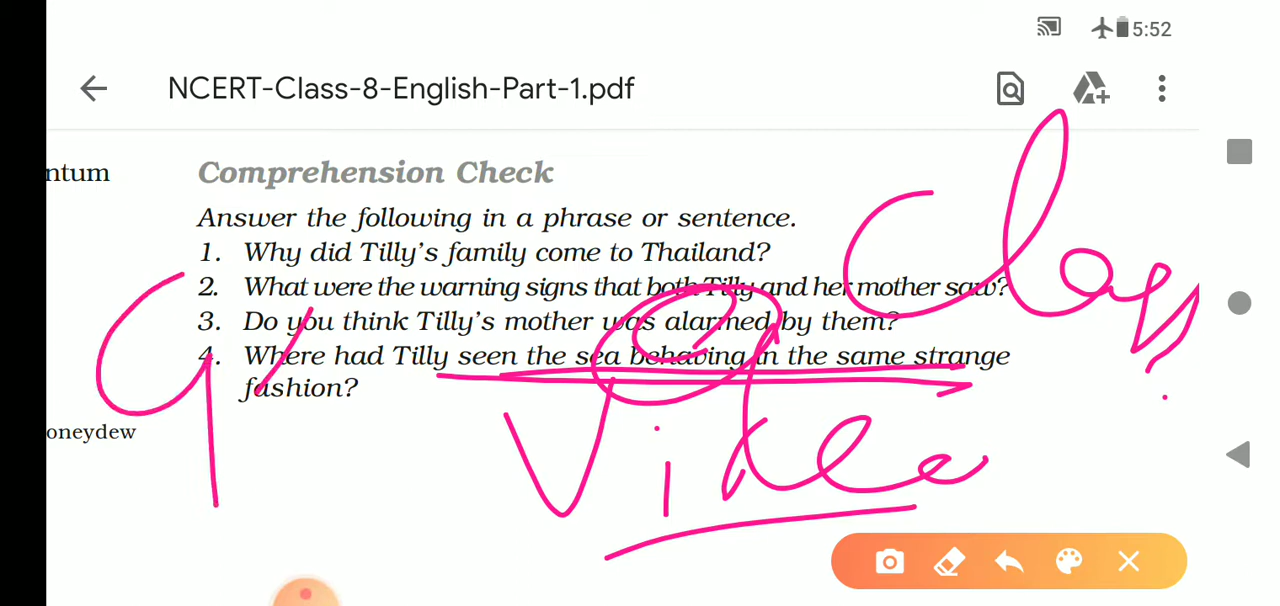 5:52
NCERT-Class-8-English-Part-1.pdf
ntum
Comprehension Check
Answer the following in a phrase or sentence.
1. Why did Tilly's family come to Thailand?
2. What were the warning signs that both Tilly and her mother saw?
3. Do you think Tilly's mother was alarmed by them?
4. Where had Tilly seen the sea behaving in the same strange
fashion?
oneydew